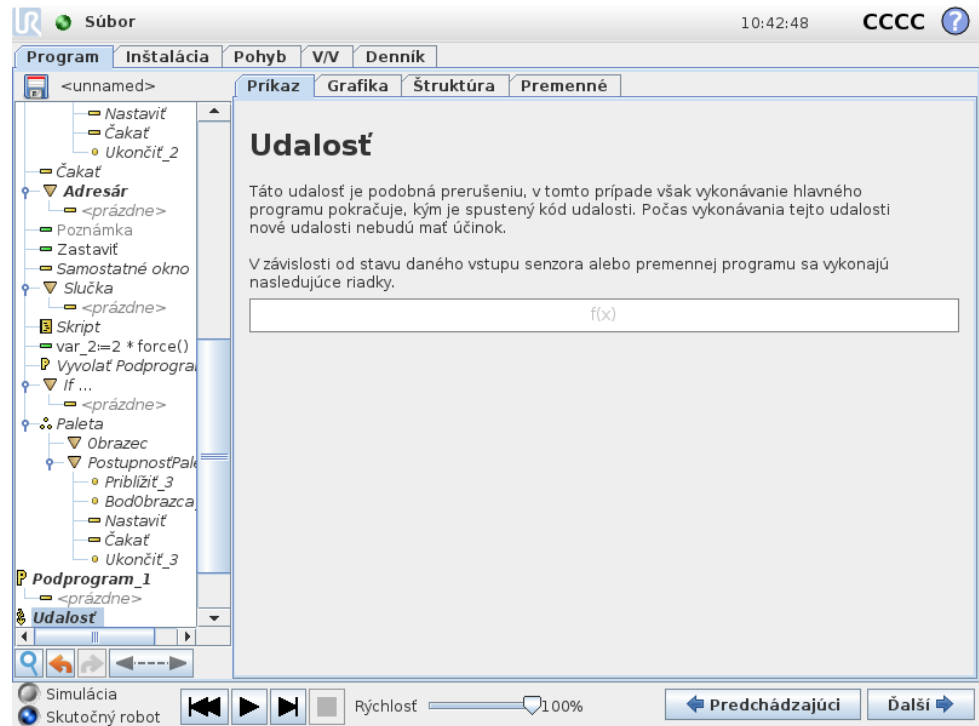 UR Súbor 10:42:48 CCCC ?
Program Inštalácia Pohyb V/V Denník
<unnamed> Príkaz Grafika Štruktúra Premenné
Nastaviť
Čakať
Ukončiť_2
Čakať
Adresár
<prázdne>
Poznámka
Zastaviť
Samostatné okno
Slučka
<prázdne>
Skript
var_2:=2 * force()
P Vyvolať Podprogra
If ...
<prázdne>
Paleta
Obrazec
PostupnosťPale
Priblížiť_3
BodObrazca_
Nastaviť
Čakať
Ukončiť_3
P Podprogram_1
<prázdne>
Udalosť
Udalosť
Táto udalosť je podobná prerušeniu, v tomto prípade však vykonávanie hlavného
programu pokračuje, kým je spustený kód udalosti. Počas vykonávania tejto udalosti
nové udalosti nebudú mať účinok.
V závislosti od stavu daného vstupu senzora alebo premennej programu sa vykonajú
nasledujúce riadky.
f(x)
Simulácia
Skutočný robot
Rýchlosť 100%
Predchádzajúci Ďalší